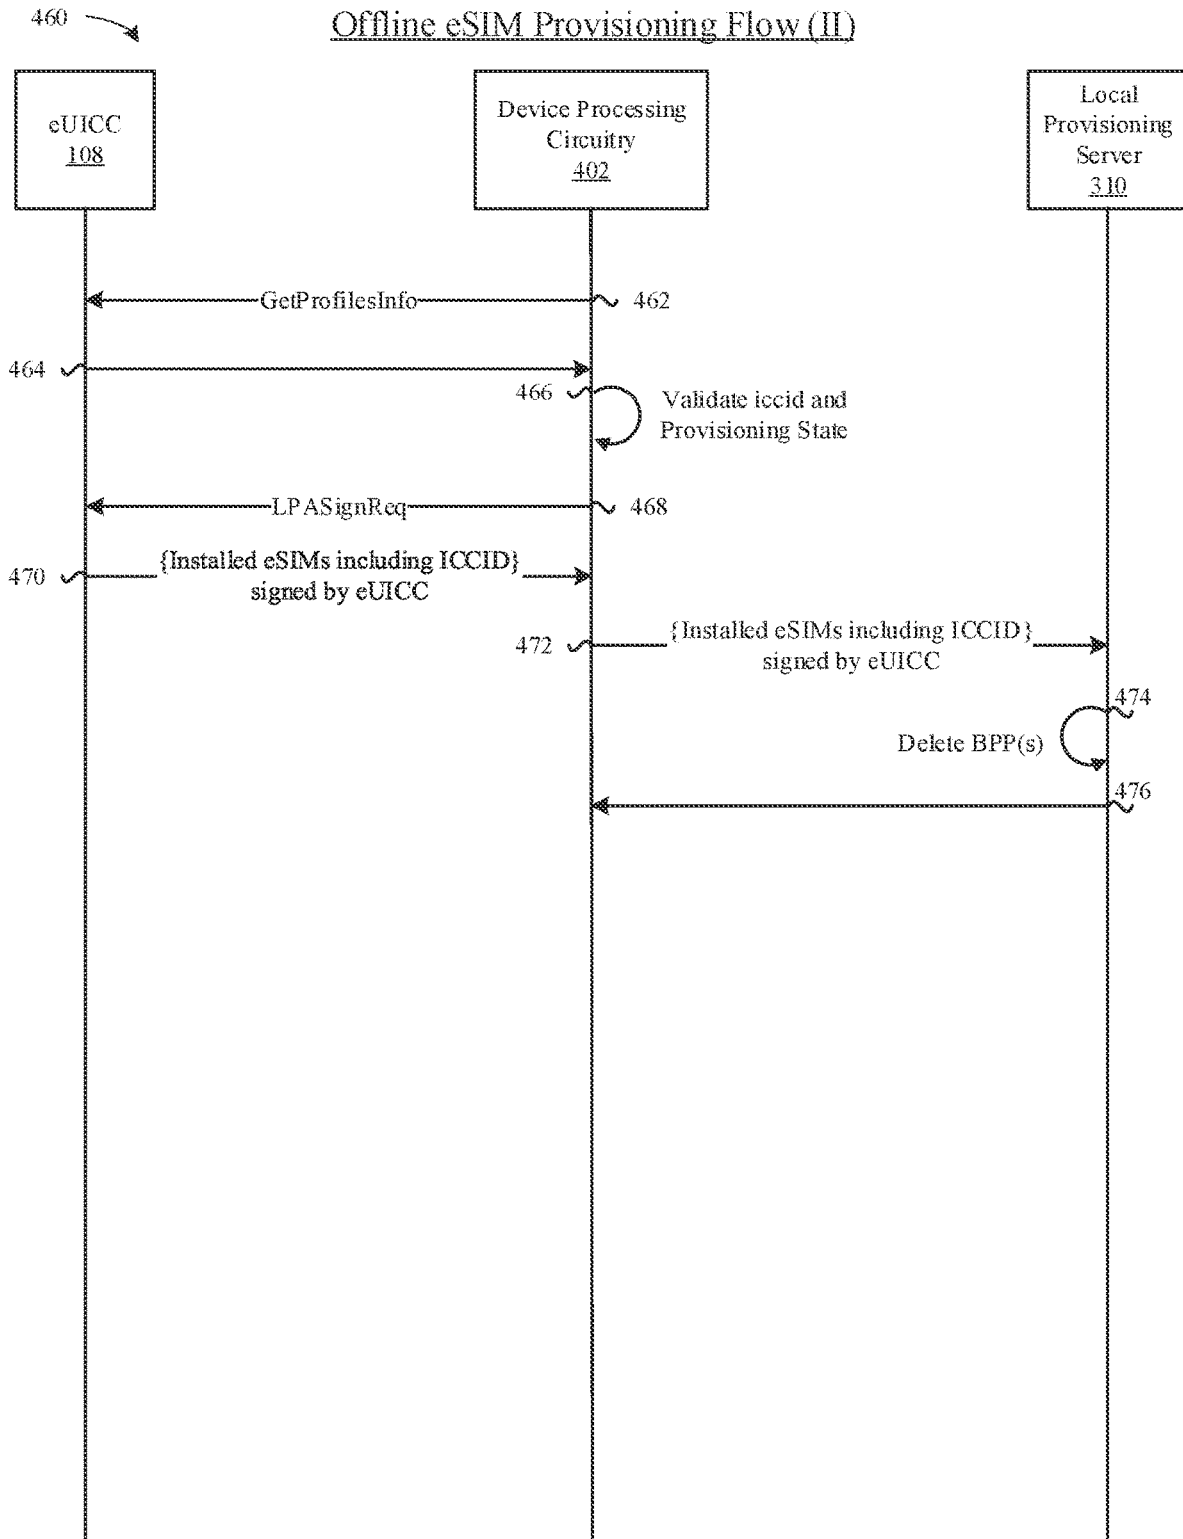 460
Offline eSIM Provisioning Flow (II)
eUICC
108
Device Processing
Circuitry
402
Local
Provisioning
Server
310
GetProfilesInfo
462
464
466
Validate iccid and
Provisioning State
LPASignReq
468
470
{Installed eSIMs including ICCID}
signed by eUICC
472
{Installed eSIMs including ICCID}
signed by eUICC
474
Delete BPP(s)
476